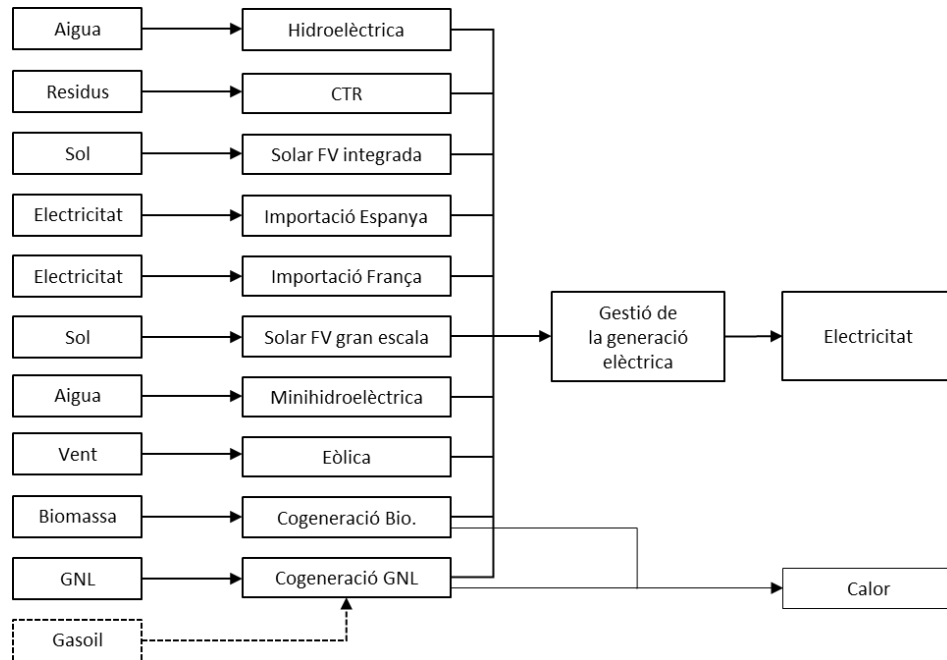 Aigua
Hidroelèctrica
Residus
CTR
Sol
Solar FV integrada
Electricitat
Importació Espanya
Electricitat
Importació França
Sol
Solar FV gran escala
Gestió de
la generació
elèctrica
Electricitat
Aigua
Minihidroelèctrica
Vent
Eòlica
Biomassa
Cogeneració Bio.
GNL
Cogeneració GNL
Calor
Gasoil